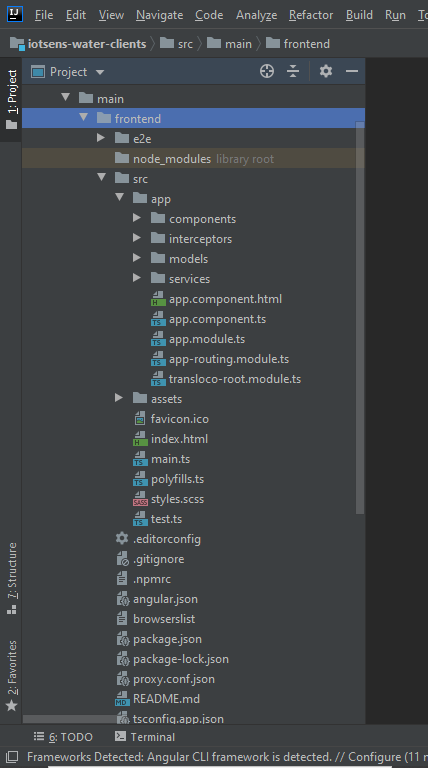 IJ File Edit View Navigate Code Analyze Refactor Build Run T
iotsens-water-clients src main frontend
1: Project
Project
main
frontend
e2e
node_modules library root
src
app
components
interceptors
models
services
app.component.html
app.component.ts
app.module.ts
app-routing.module.ts
transloco-root.module.ts
assets
favicon.ico
index.html
main.ts
polyfills.ts
styles.scss
test.ts
.editorconfig
.gitignore
.npmrc
angular.json
browserslist
package.json
package-lock.json
proxy.conf.json
README.md
tsconfig.app.json
7: Structure
2: Favorites
6: TODO Terminal
Frameworks Detected: Angular CLI framework is detected. // Configure (11 m